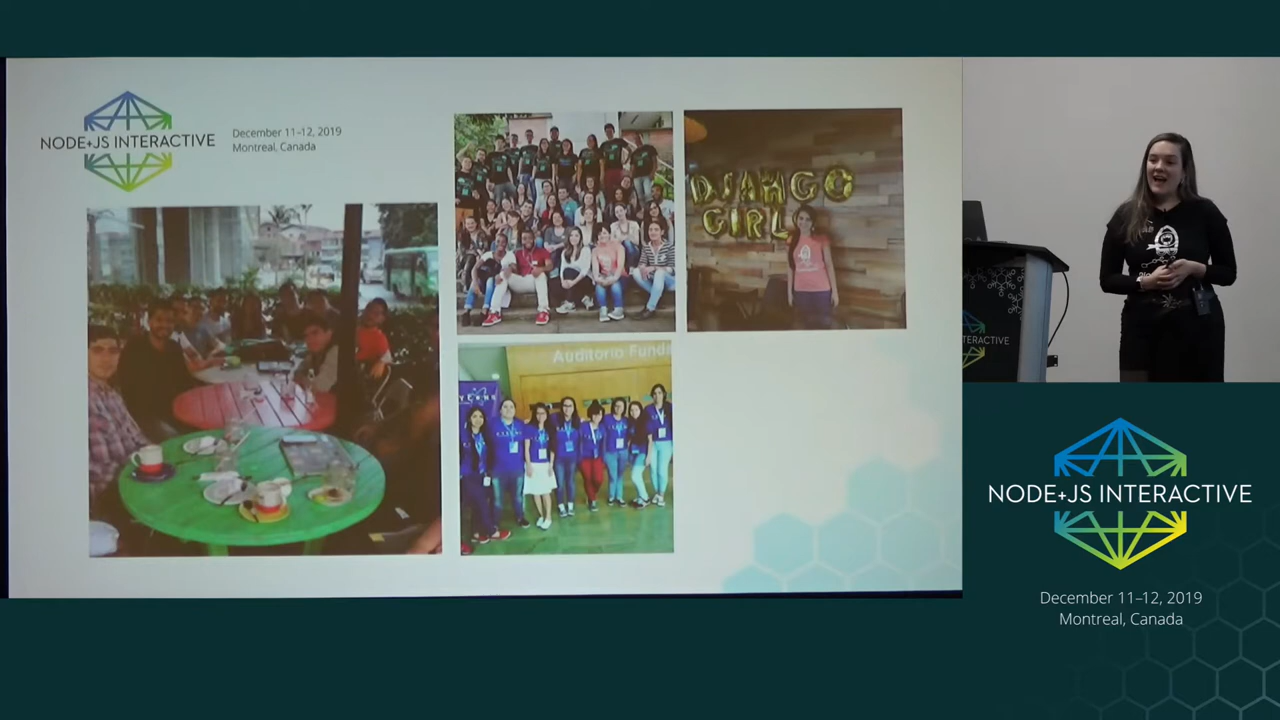 NODE+JS INTERACTIVE
December 11–12, 2019
Montreal, Canada
DJANGO
GIRL
Auditorio Fund
NODE+JS INTERACTIVE
December 11–12, 2019
Montreal, Canada